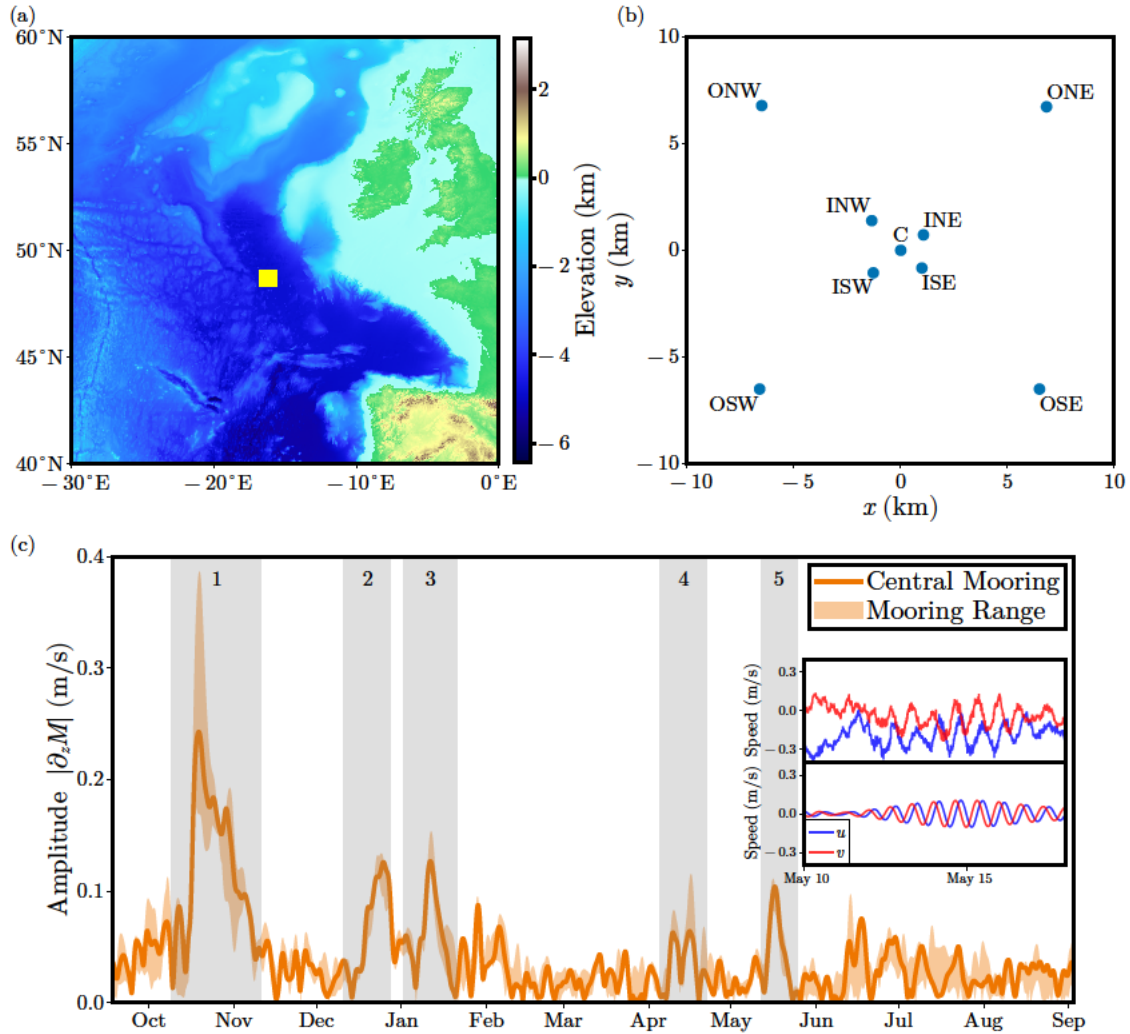 (a)
60°N
55°N
50°N
45°N
40°N
−30°E
−20°E
−10°E
0°E
2
0
−2
−4
−6
Elevation (km)
(b)
10
5
0
−5
−10
−10
−5
0
5
10
y (km)
x (km)
ONW
ONE
INW
INE
C
ISW
ISE
OSW
OSE
(c)
0.4
0.3
0.2
0.1
0.0
Amplitude |∂zM| (m/s)
1
2
3
4
5
Central Mooring
Mooring Range
0.3
0.0
−0.3
Speed (m/s)
0.3
0.0
−0.3
Speed (m/s)
u
v
May 10
May 15
Oct
Nov
Dec
Jan
Feb
Mar
Apr
May
Jun
Jul
Aug
Sep